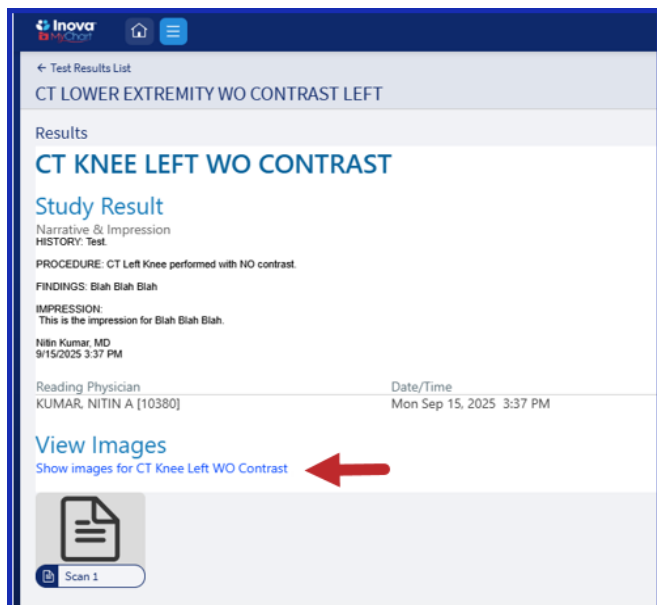 Inova
MyChart
← Test Results List
CT LOWER EXTREMITY WO CONTRAST LEFT
Results
CT KNEE LEFT WO CONTRAST
Study Result
Narrative & Impression
HISTORY: Test.
PROCEDURE: CT Left Knee performed with NO contrast.
FINDINGS: Blah Blah Blah
IMPRESSION:
This is the impression for Blah Blah Blah.
Nitin Kumar, MD
9/15/2025 3:37 PM
Reading Physician Date/Time
KUMAR, NITIN A [10380] Mon Sep 15, 2025 3:37 PM
View Images
Show images for CT Knee Left WO Contrast
Scan 1